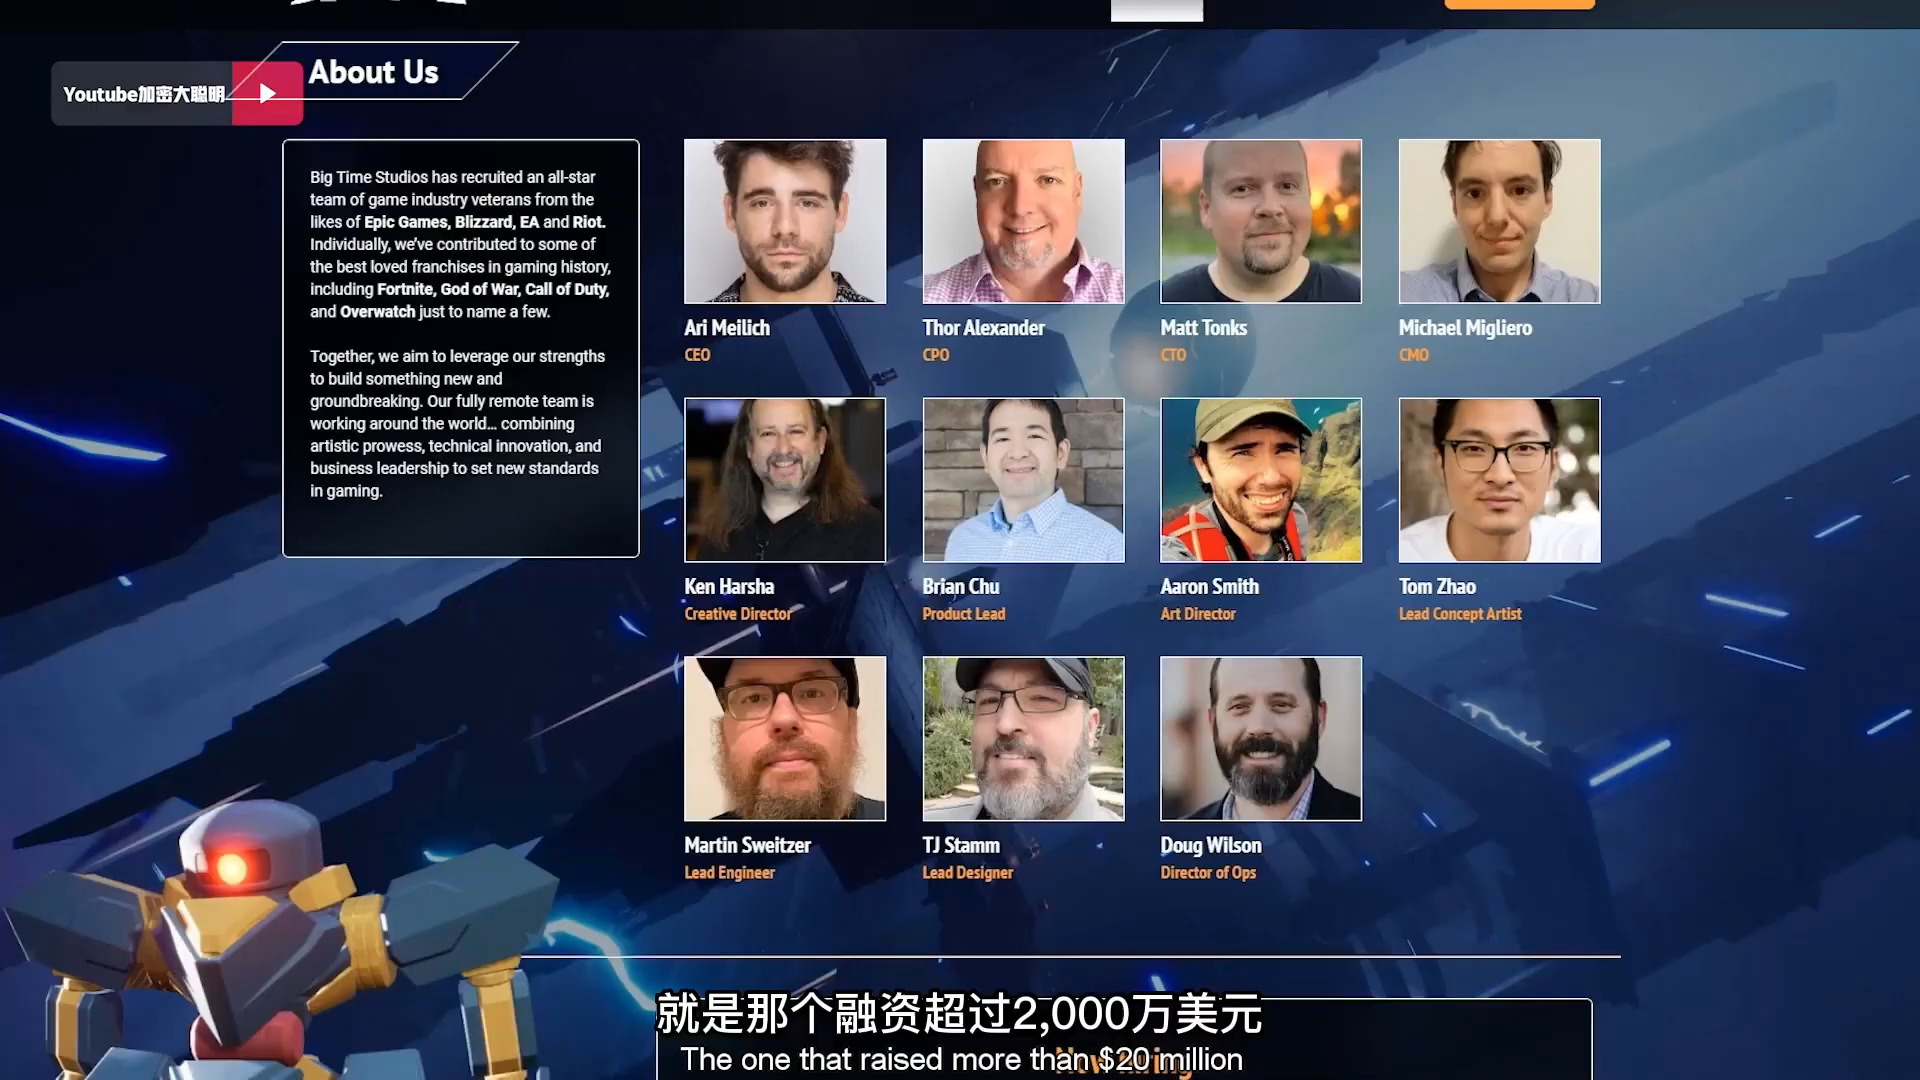 About Us
Youtube加密大聪明
Big Time Studios has recruited an all-star
team of game industry veterans from the
likes of Epic Games, Blizzard, EA and Riot.
Individually, we've contributed to some of
the best loved franchises in gaming history,
including Fortnite, God of War, Call of Duty,
and Overwatch just to name a few.
Together, we aim to leverage our strengths
to build something new and
groundbreaking. Our fully remote team is
working around the world... combining
artistic prowess, technical innovation, and
business leadership to set new standards
in gaming.
Ari Meilich
CEO
Thor Alexander
CPO
Matt Tonks
CTO
Michael Migliero
CMO
Ken Harsha
Creative Director
Brian Chu
Product Lead
Aaron Smith
Art Director
Tom Zhao
Lead Concept Artist
Martin Sweitzer
Lead Engineer
TJ Stamm
Lead Designer
Doug Wilson
Director of Ops
就是那个融资超过2,000万美元
The one that raised more than $20 million